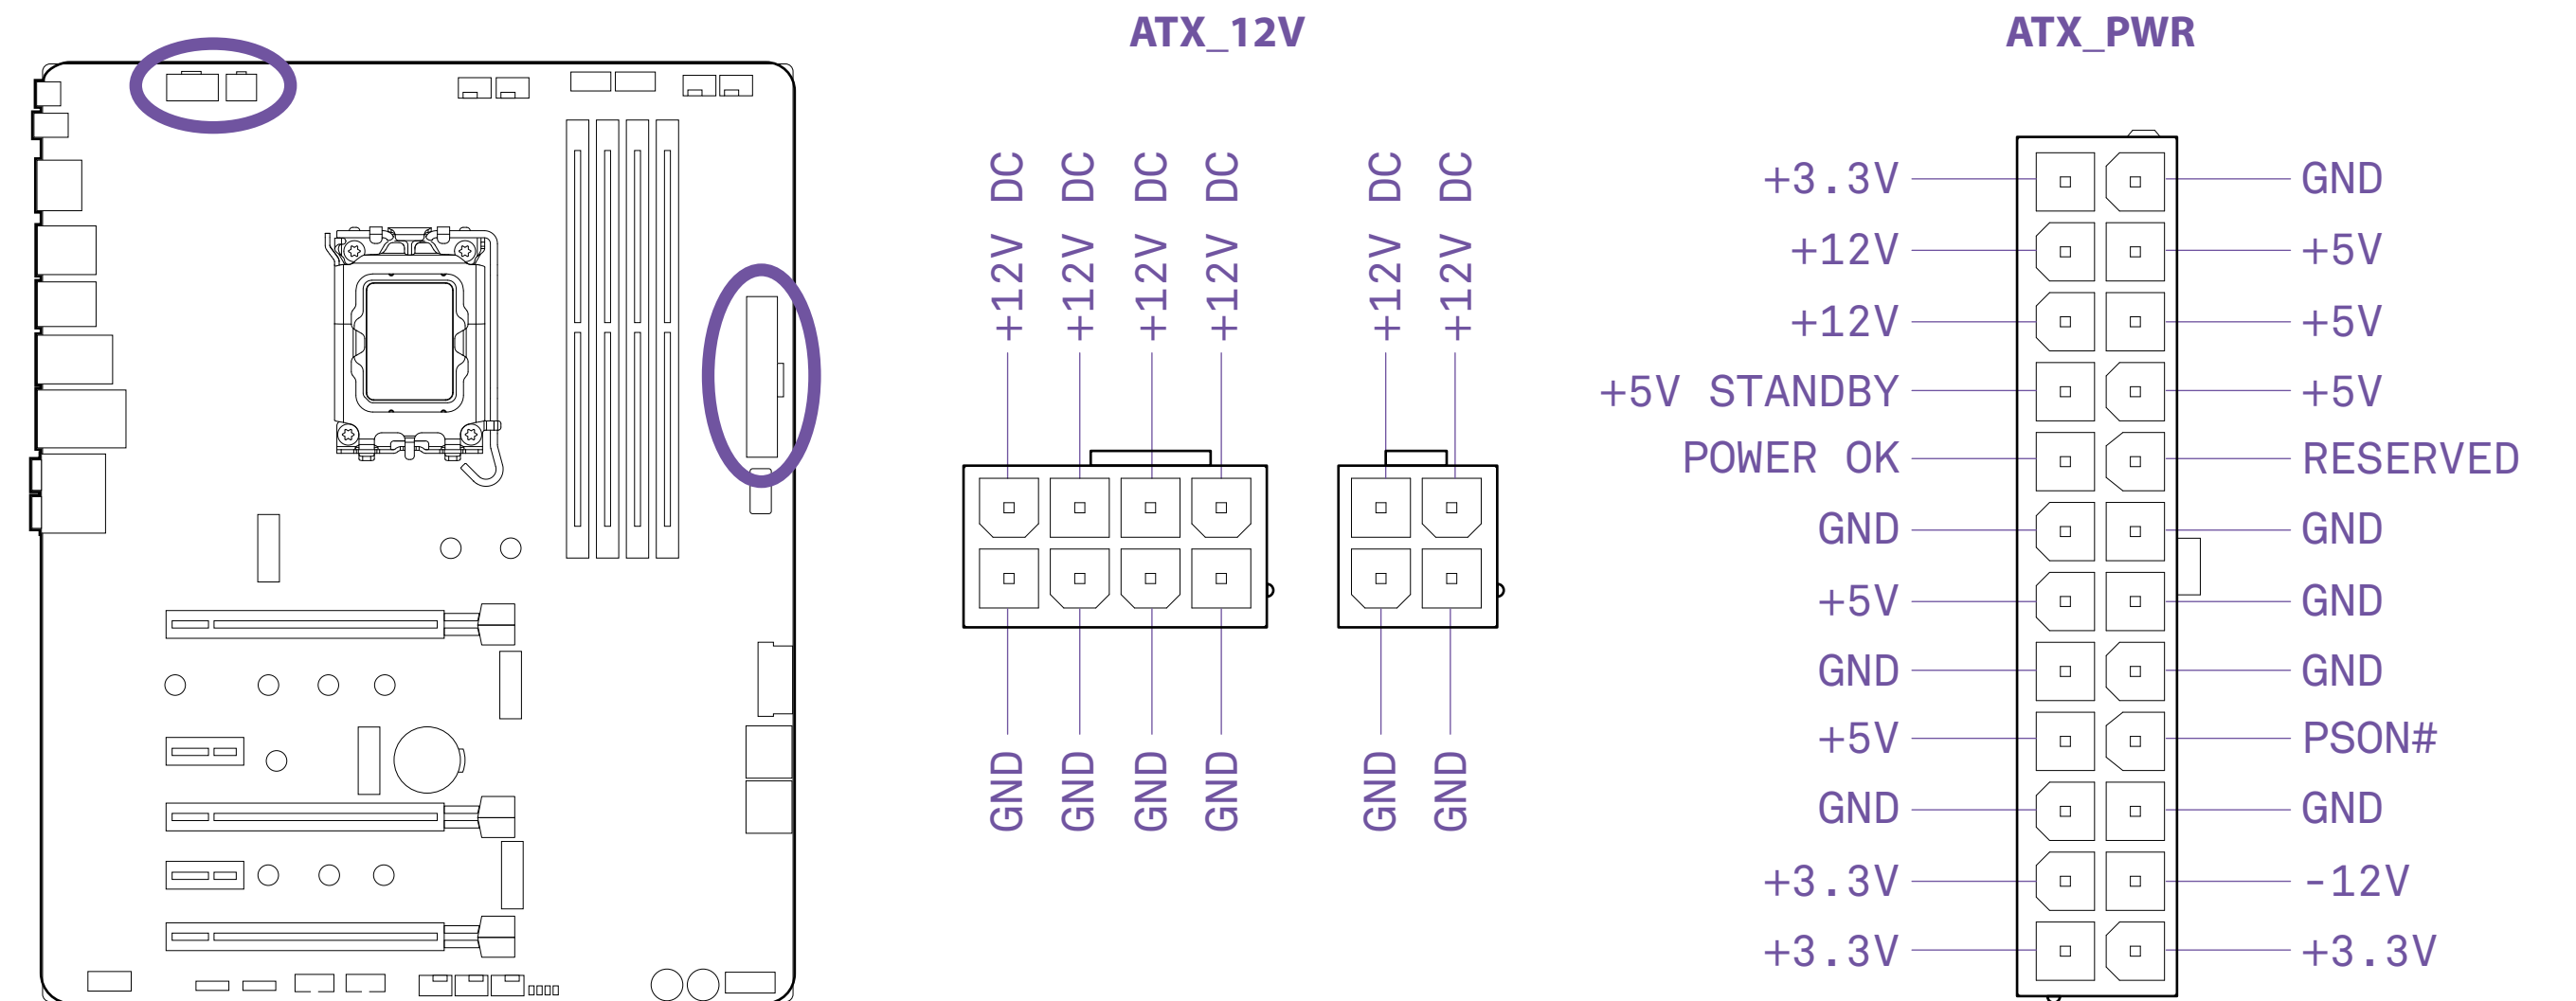 ATX_12V
+12V DC
+12V DC
+12V DC
+12V DC
+12V DC
+12V DC
GND
GND
GND
GND
GND
GND
ATX_PWR
+3.3V GND
+12V +5V
+12V +5V
+5V STANDBY +5V
POWER OK RESERVED
GND GND
+5V GND
GND GND
+5V PSON#
GND GND
+3.3V -12V
+3.3V +3.3V